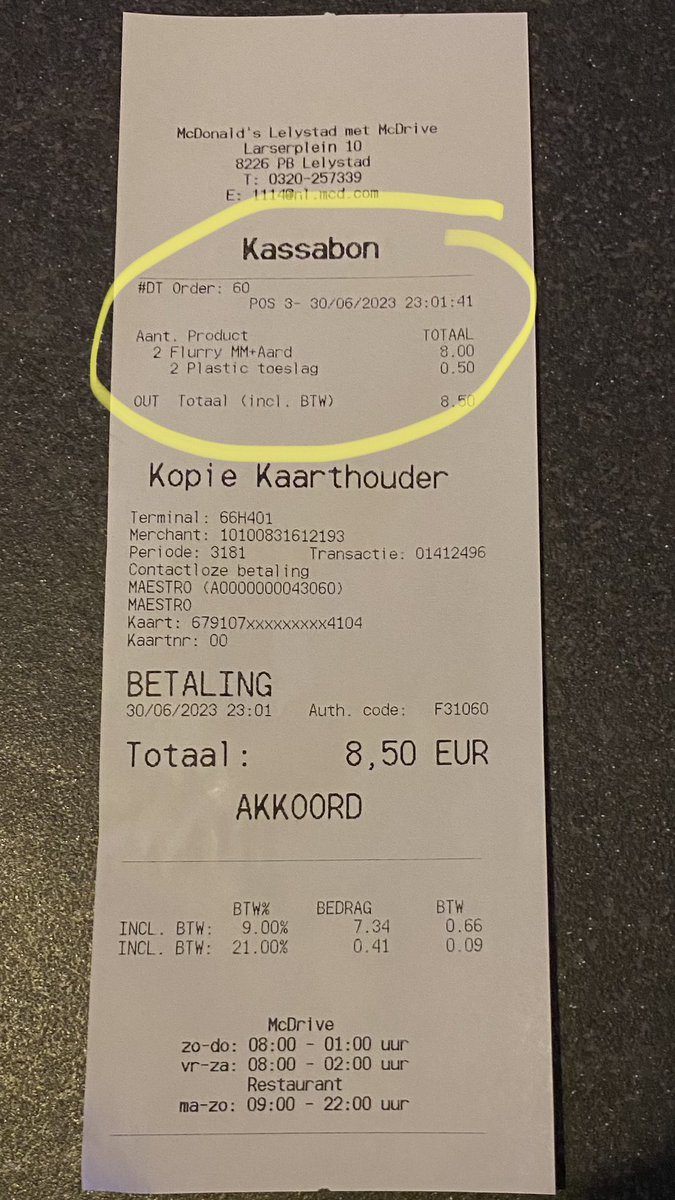 McDonald's Lelystad met McDrive
Larserplein 10
8226 PB Lelystad
T: 0320-257339
E: 1114@nl.mcd.com
Kassabon
#DT Order: 60
POS 3- 30/06/2023 23:01:41
Aant. Product TOTAAL
2 Flurry MM+Aard 8.00
2 Plastic toeslag 0.50
OUT Totaal (incl. BTW) 8.50
Kopie Kaarthouder
Terminal: 66H401
Merchant: 10100831612193
Periode: 3181 Transactie: 01412496
Contactloze betaling
MAESTRO (A0000000043060)
MAESTRO
Kaart: 679107xxxxxxxxx4104
Kaartnr: 00
BETALING
30/06/2023 23:01 Auth. code: F31060
Totaal: 8,50 EUR
AKKOORD
BTW% BEDRAG BTW
INCL. BTW: 9.00% 7.34 0.66
INCL. BTW: 21.00% 0.41 0.09
McDrive
zo-do: 08:00 - 01:00 uur
vr-za: 08:00 - 02:00 uur
Restaurant
ma-zo: 09:00 - 22:00 uur